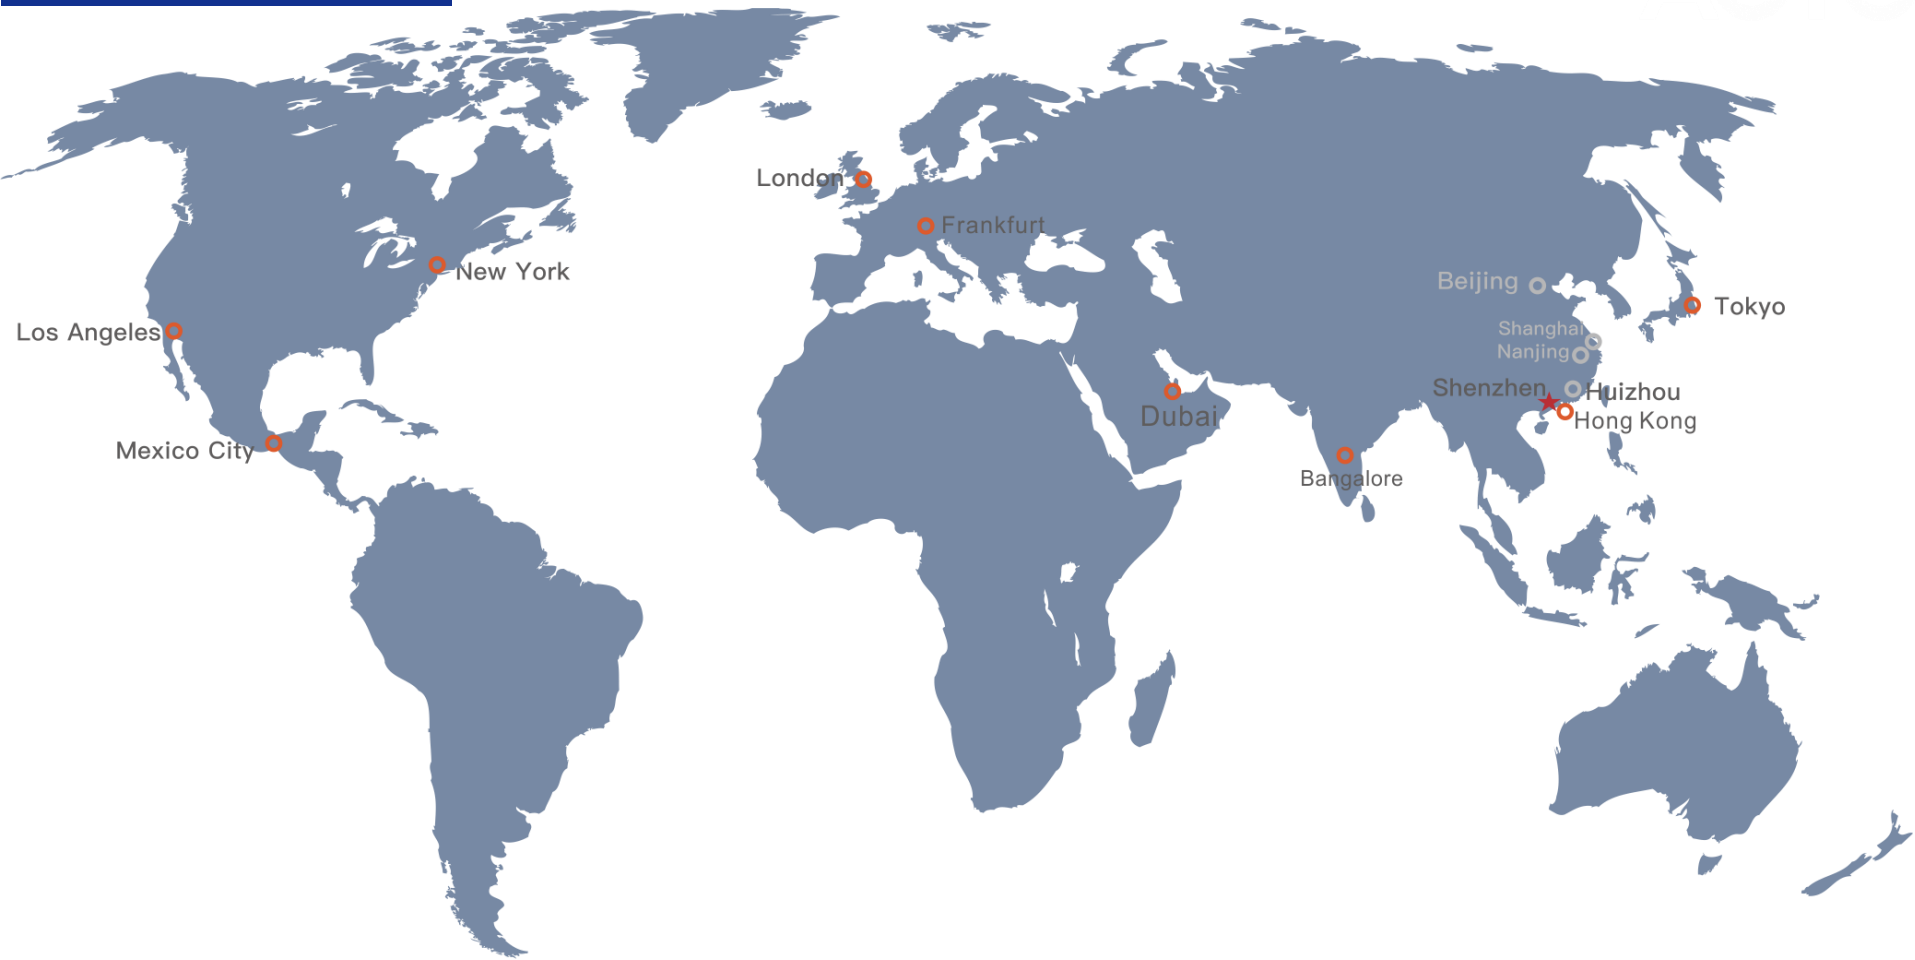 London
Frankfurt
New York
Beijing
Tokyo
Los Angeles
Shanghai
Nanjing
Shenzhen
Huizhou
Dubai
Hong Kong
Mexico City
Bangalore